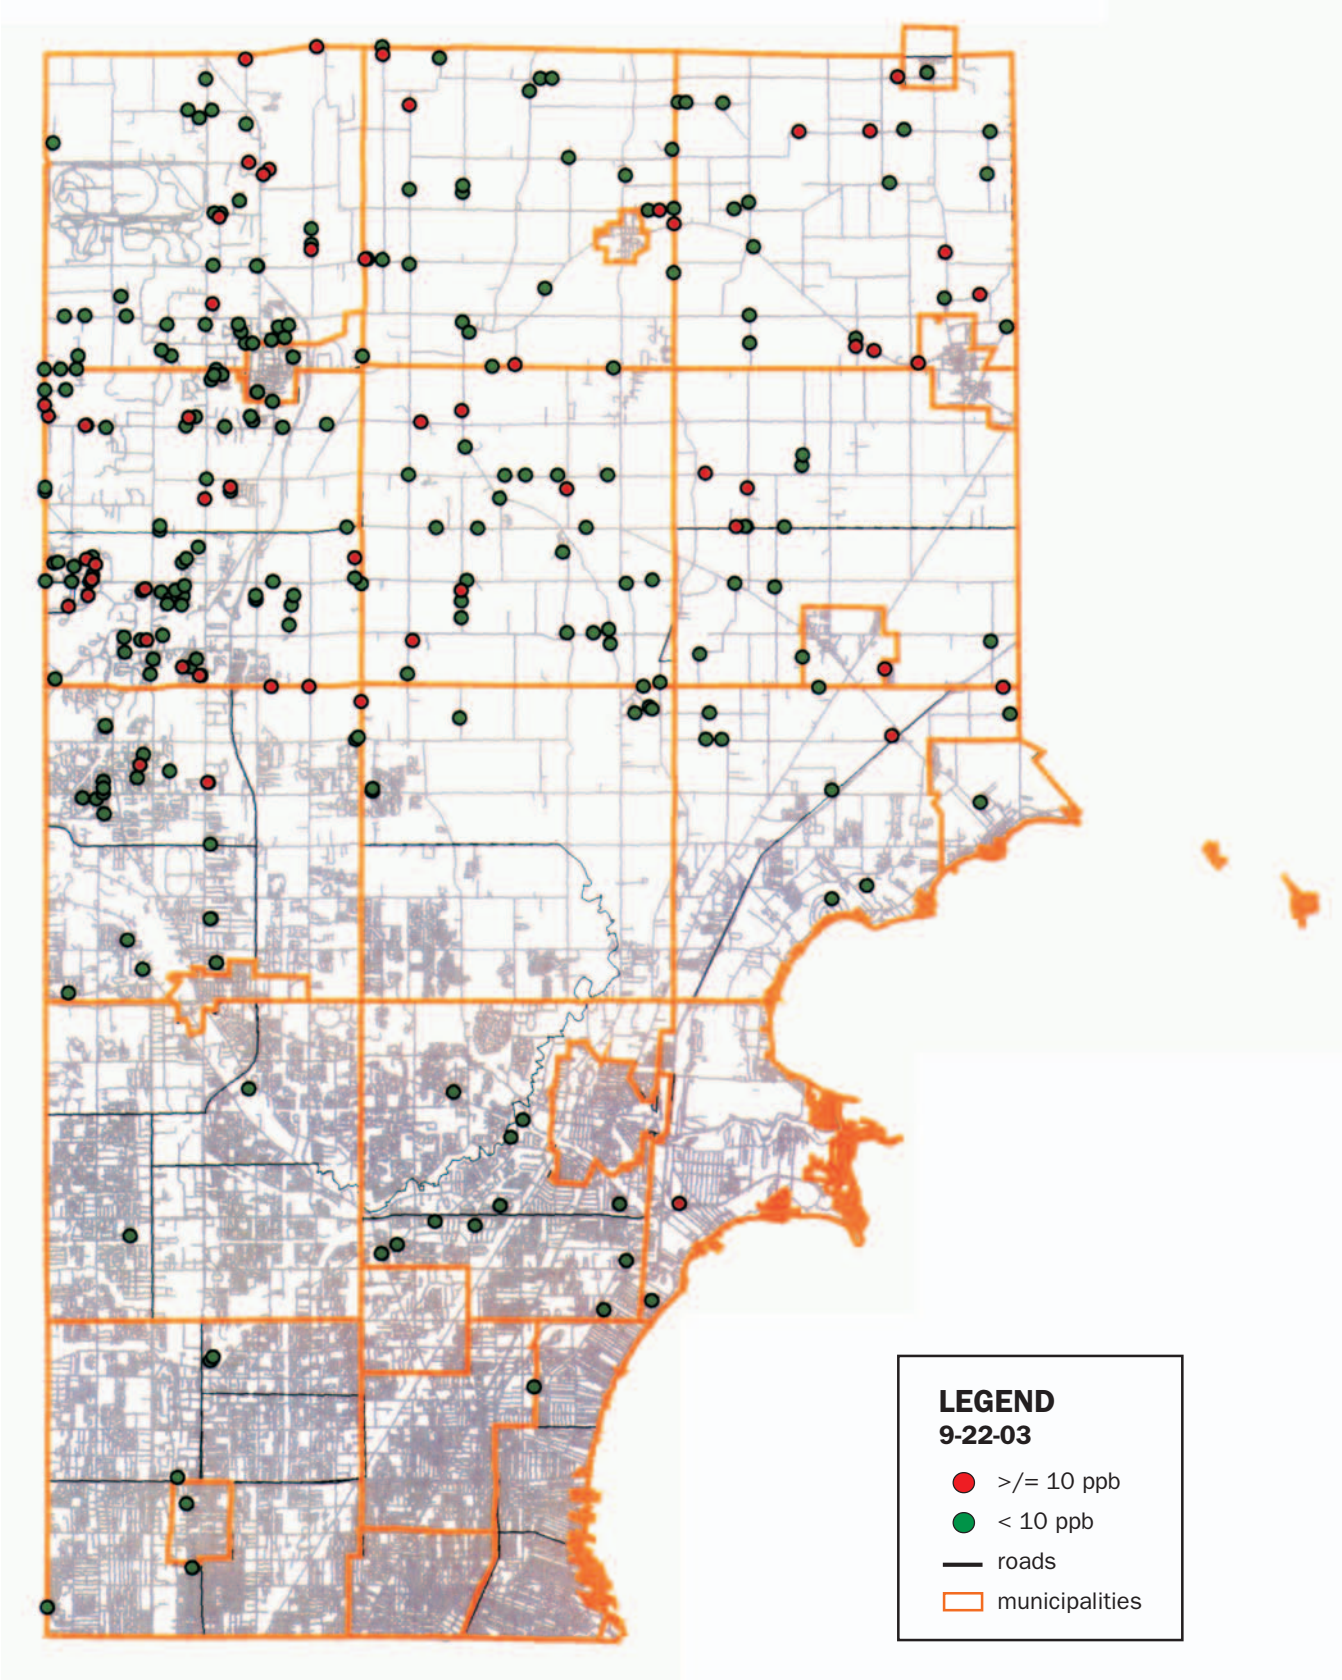 LEGEND
9-22-03
>/= 10 ppb
< 10 ppb
roads
municipalities